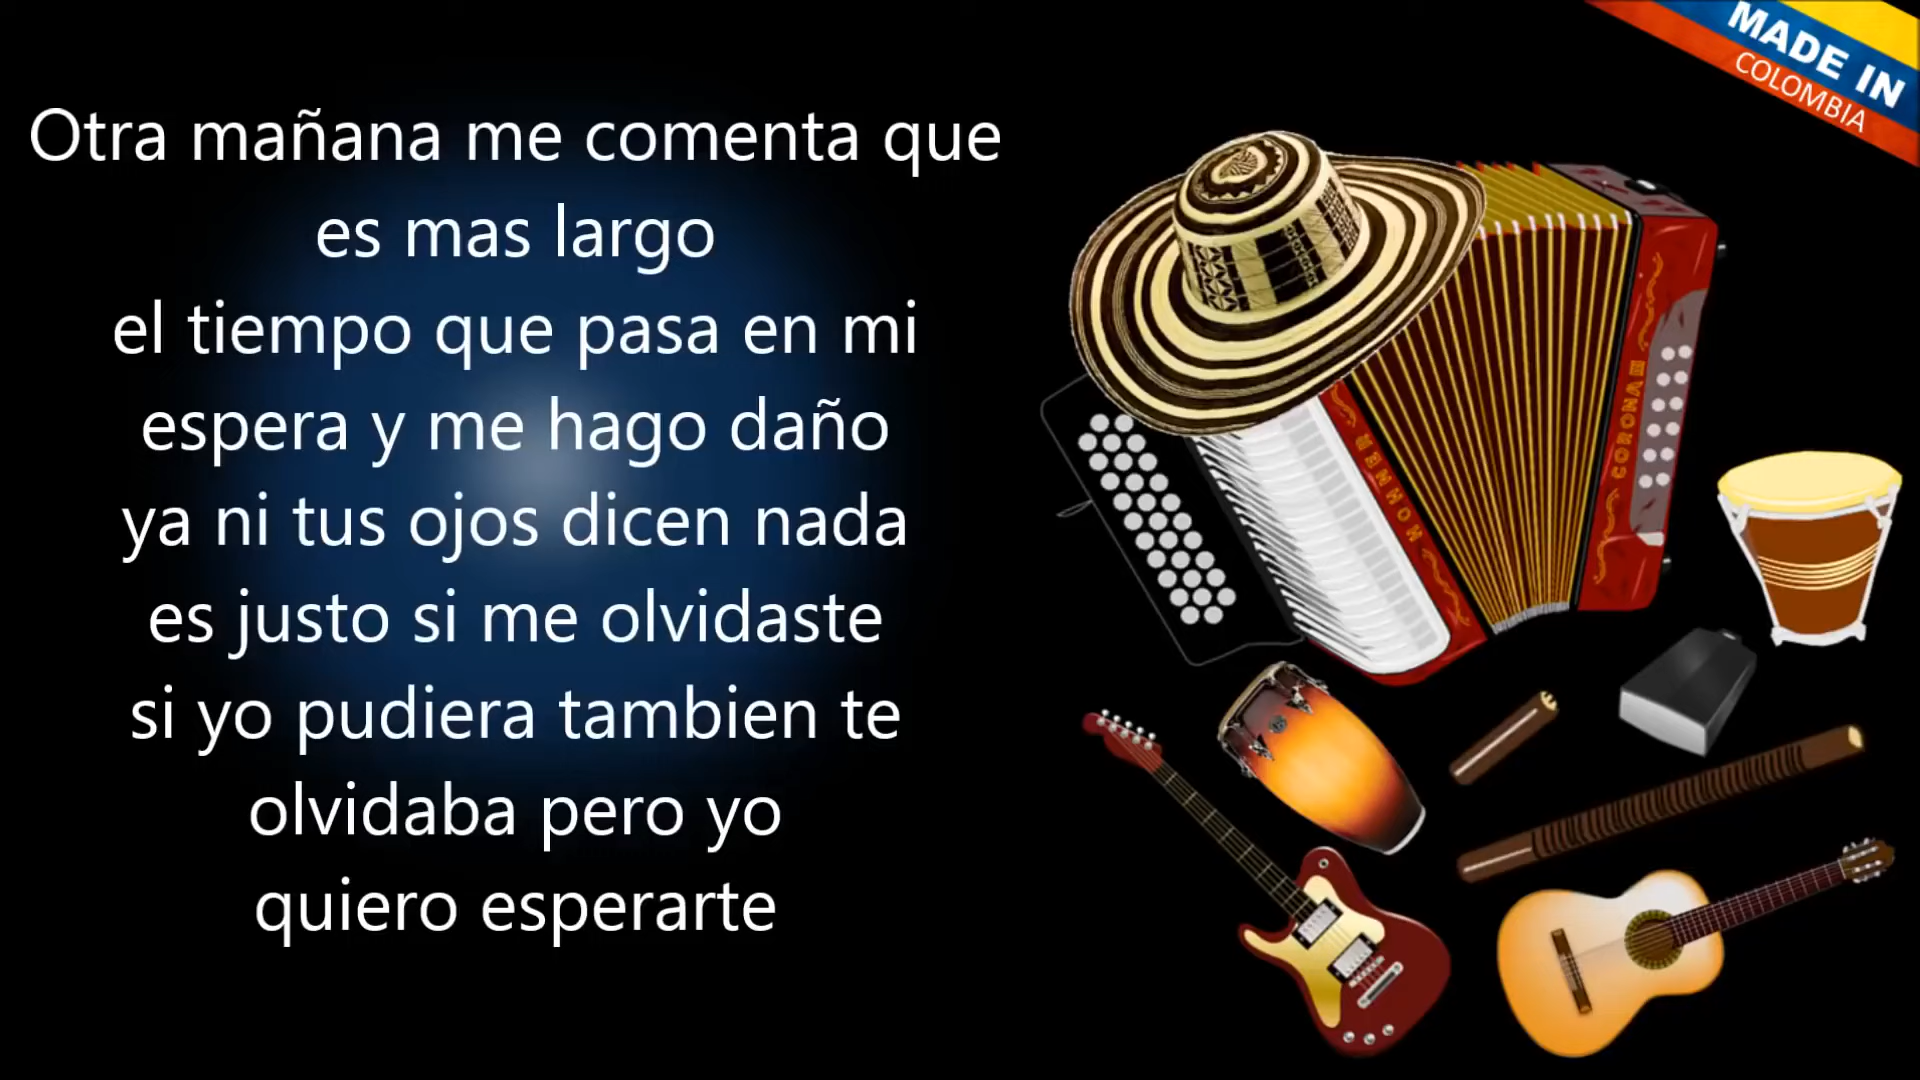 MADE IN
COLOMBIA
Otra mañana me comenta que
es mas largo
el tiempo que pasa en mi
espera y me hago daño
ya ni tus ojos dicen nada
es justo si me olvidaste
si yo pudiera tambien te
olvidaba pero yo
quiero esperarte
HOHNER
CORONA III